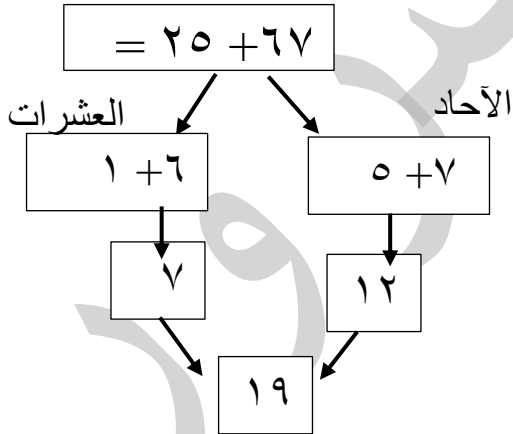 ٦٧ + ٢٥ =
الآحاد
العشرات
٧ + ٥
٦ + ١
١٢
٧
١٩